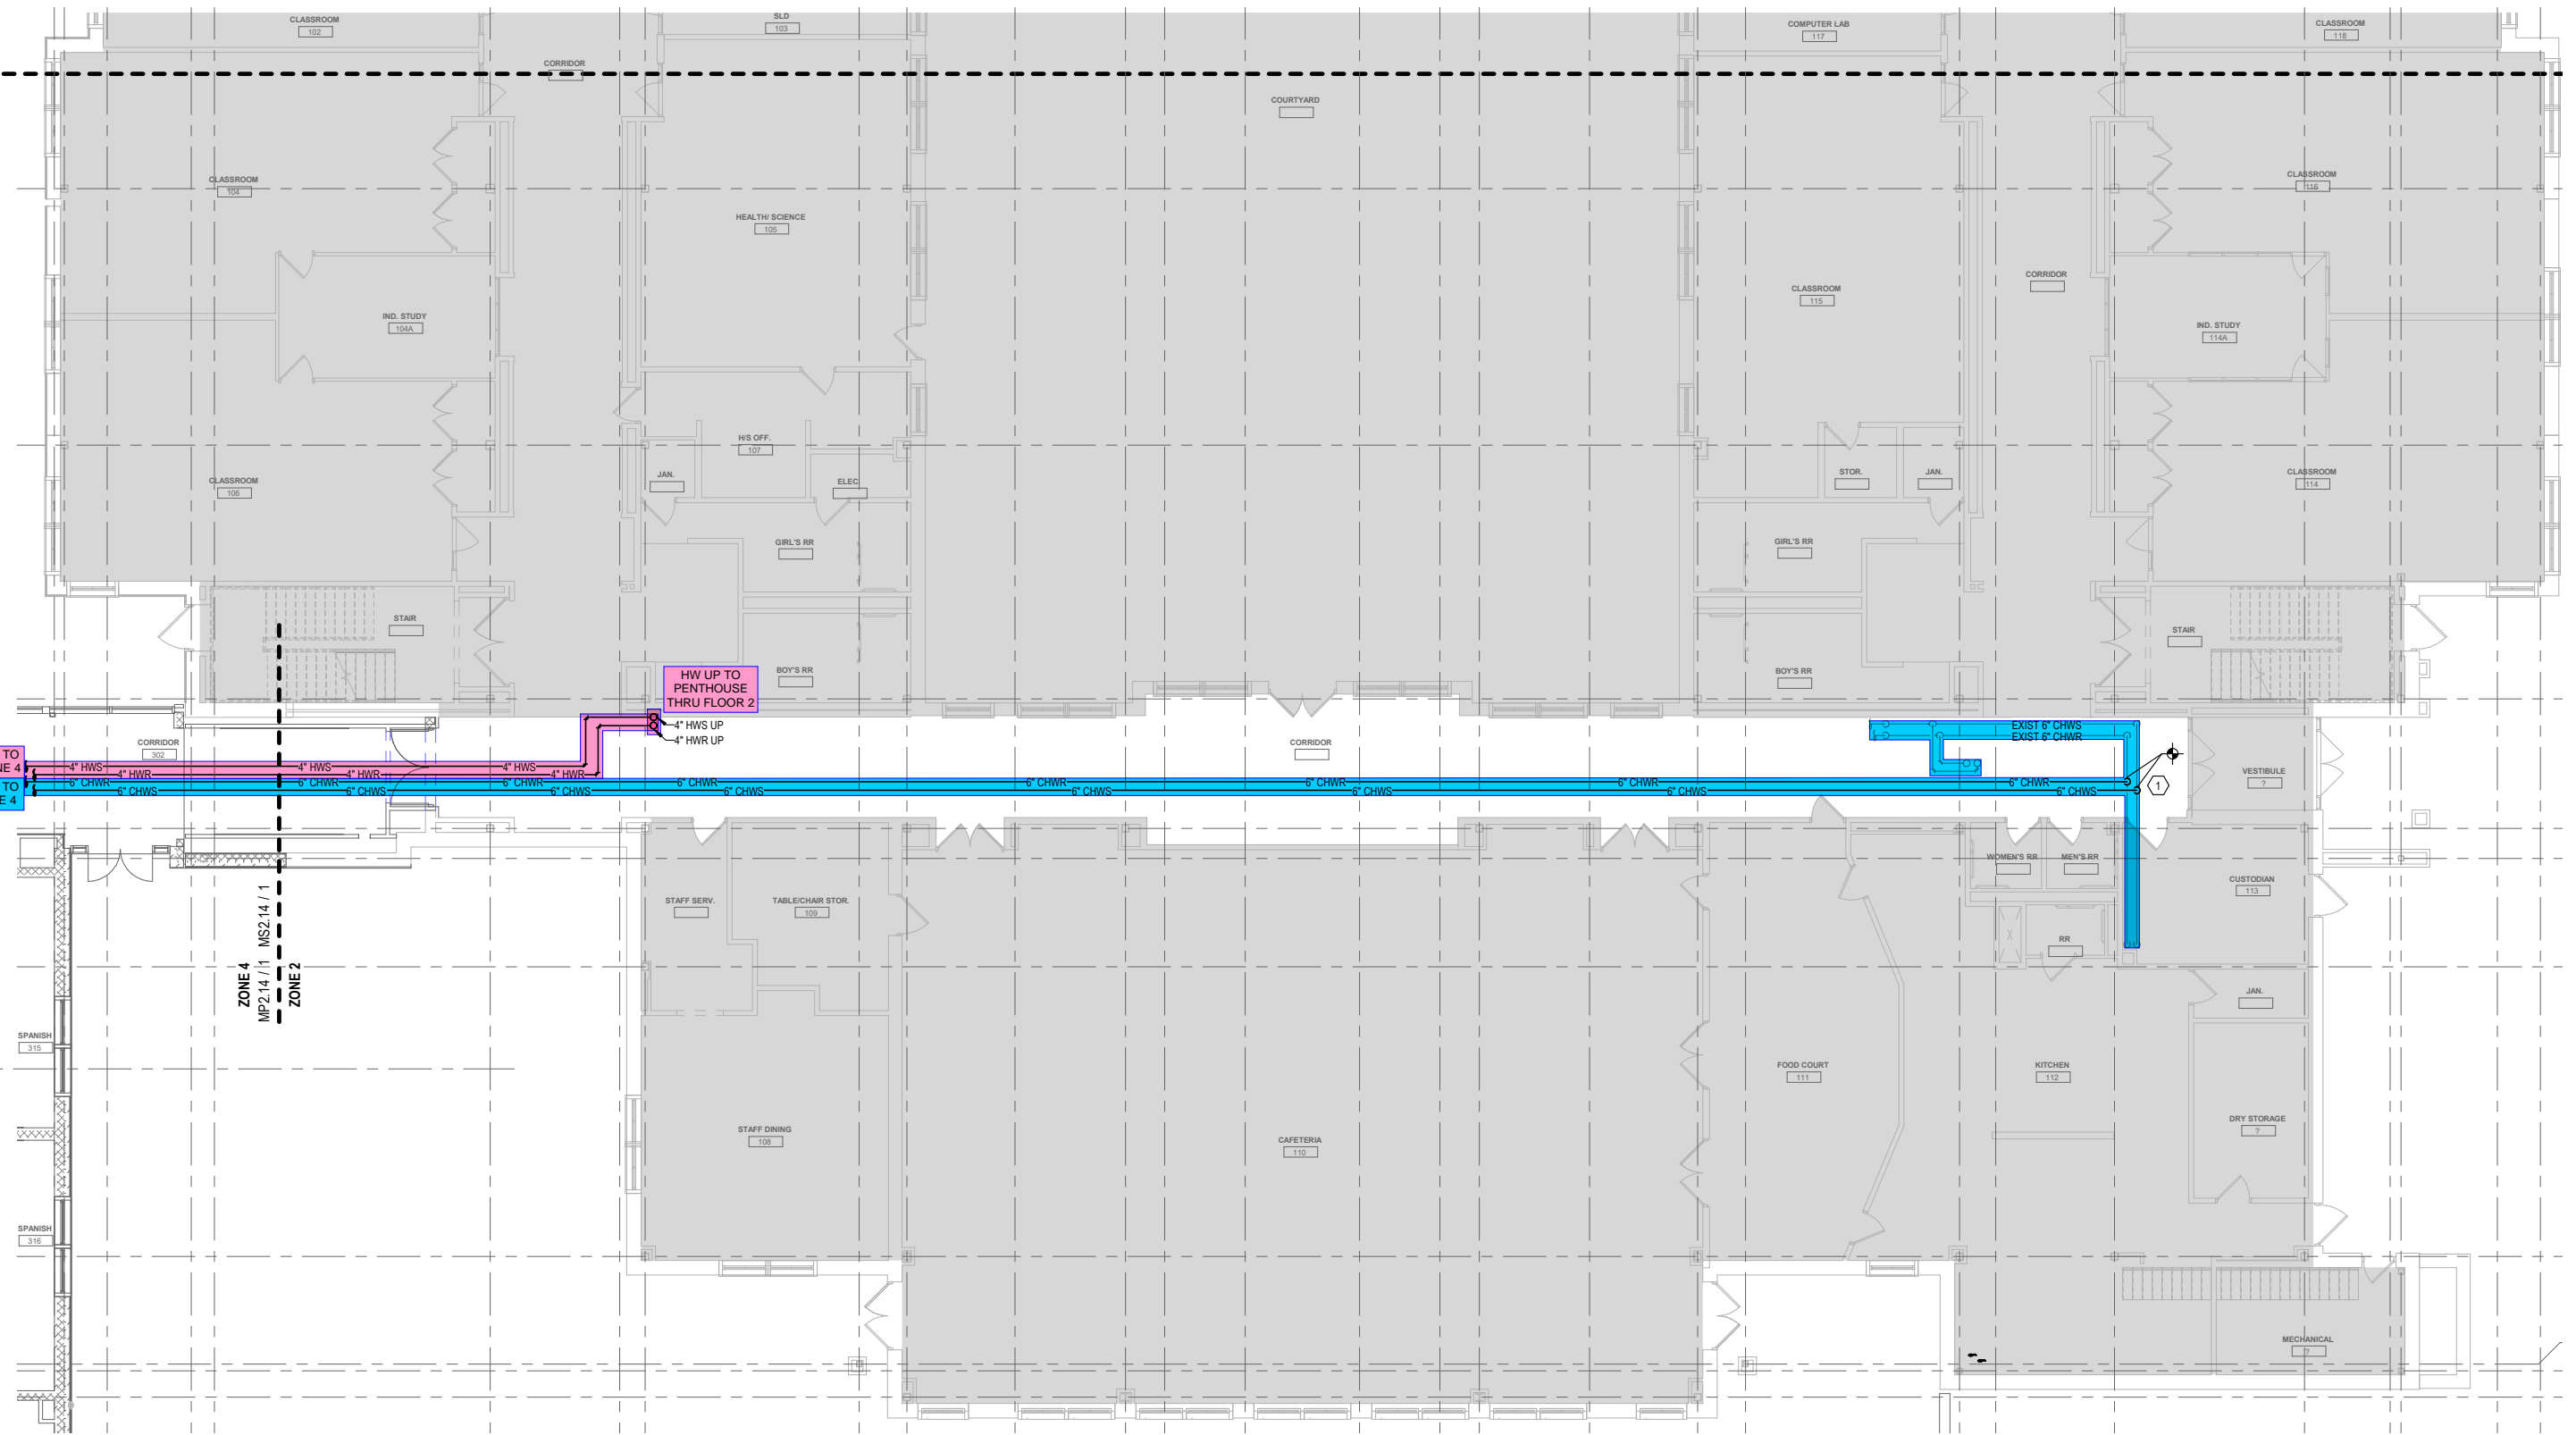 CLASSROOM
102
SLD
103
COMPUTER LAB
117
CLASSROOM
118
CORRIDOR
COURTYARD
CLASSROOM
104
HEALTH/ SCIENCE
105
CLASSROOM
116
CORRIDOR
CLASSROOM
115
IND. STUDY
104A
IND. STUDY
114A
H/S OFF.
107
JAN.
ELEC
STOR.
JAN.
CLASSROOM
106
CLASSROOM
114
GIRL'S RR
GIRL'S RR
STAIR
STAIR
BOY'S RR
BOY'S RR
HW UP TO
PENTHOUSE
THRU FLOOR 2
4" HWS UP
4" HWR UP
CORRIDOR
302
CORRIDOR
EXIST 6" CHWS
EXIST 6" CHWR
TO
NE 4
TO
E 4
4" HWS
4" HWS
4" HWS
4" HWR
4" HWR
4" HWR
6" CHWR
6" CHWR
6" CHWR
6" CHWR
6" CHWR
6" CHWR
6" CHWR
6" CHWR
6" CHWS
6" CHWS
6" CHWS
6" CHWS
6" CHWS
6" CHWS
6" CHWS
6" CHWS
1
VESTIBULE
?
WOMEN'S RR
MEN'S RR
CUSTODIAN
113
STAFF SERV.
TABLE/CHAIR STOR.
109
RR
ZONE 4
MP2.14 / 1 MS2.14 / 1
ZONE 2
JAN.
SPANISH
315
FOOD COURT
111
KITCHEN
112
STAFF DINING
108
CAFETERIA
110
DRY STORAGE
?
SPANISH
316
MECHANICAL
?